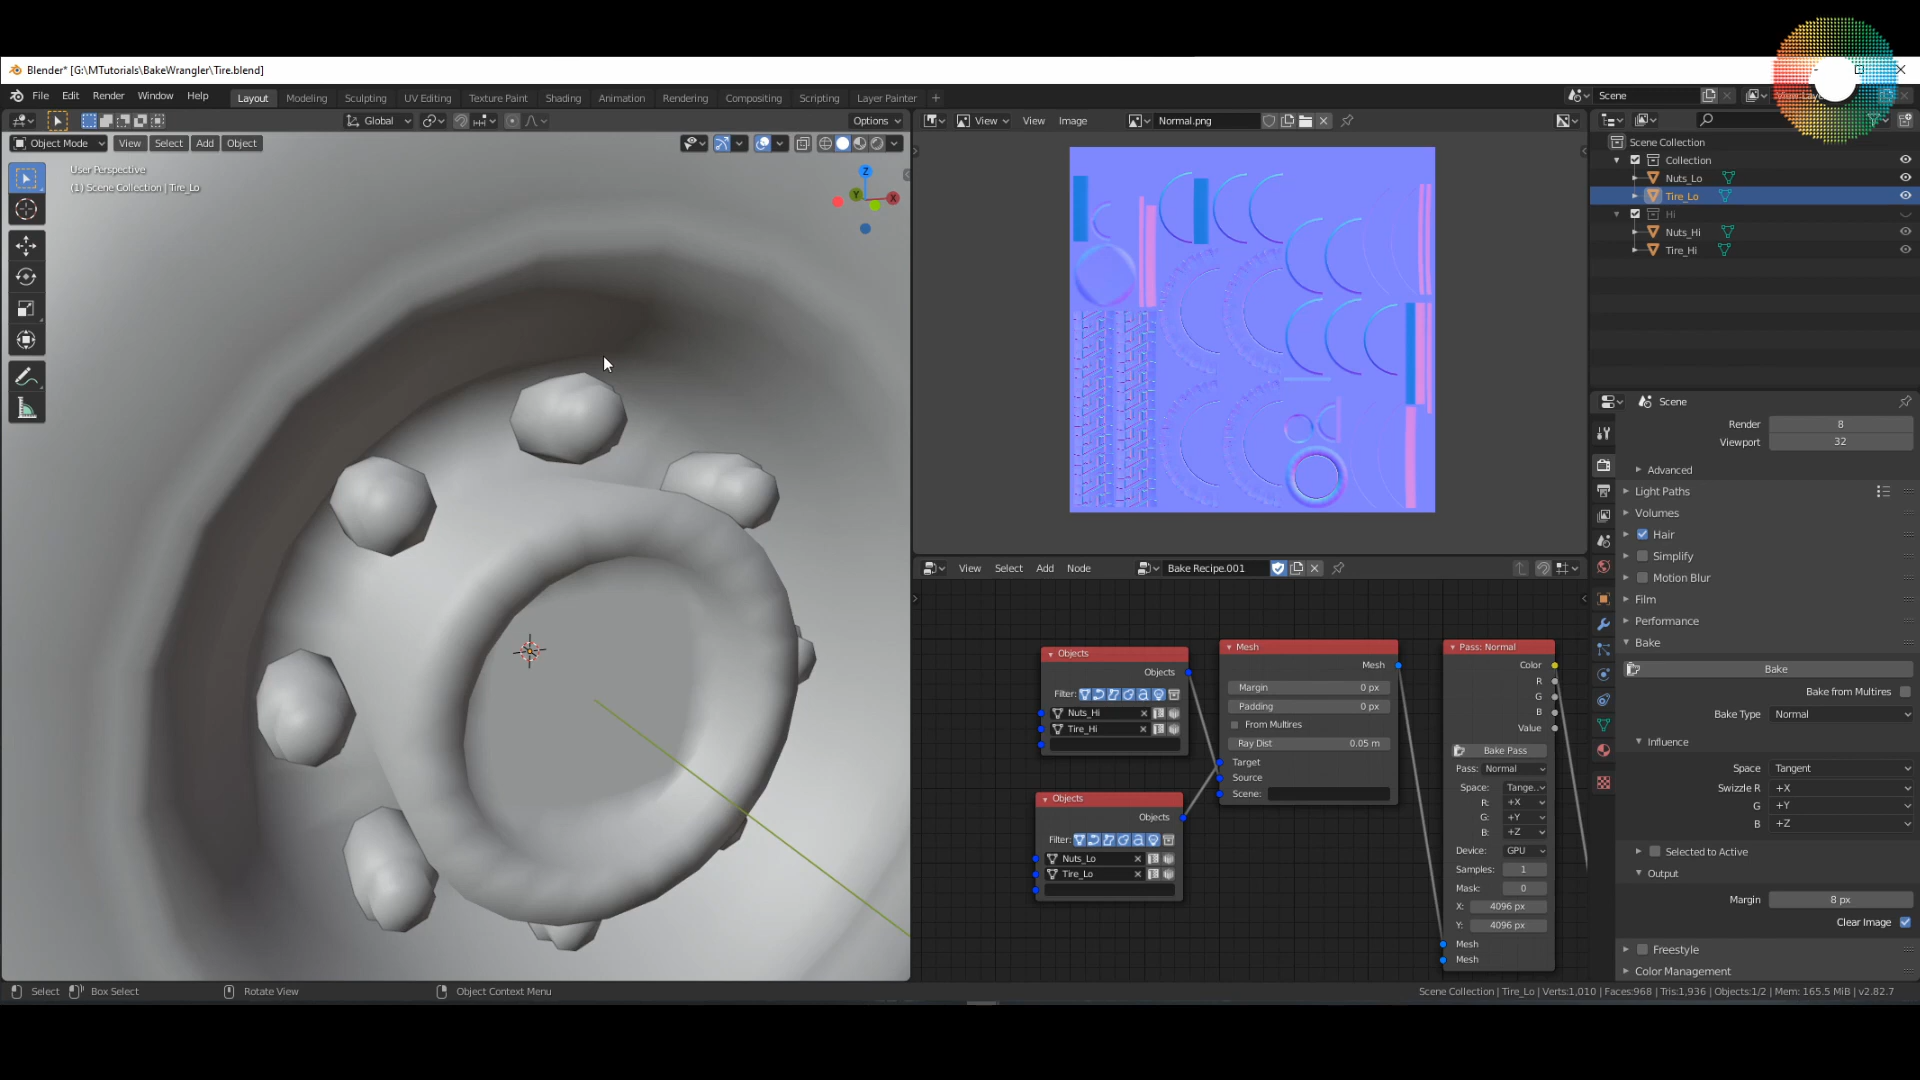 Blender* [G:\MTutorials\BakeWrangler\Tire.blend]
File Edit Render Window Help
Layout Modeling Sculpting UV Editing Texture Paint Shading Animation Rendering Compositing Scripting Layer Painter +
Scene
Global
Options
View
View
Image
Normal.png
Object Mode
View Select Add Object
User Perspective
(1) Scene Collection | Tire_Lo
Z
Y
X
Scene Collection
Collection
Nuts_Lo
Tire_Lo
Hi
Nuts_Hi
Tire_Hi
Scene
Render 8
Viewport 32
Advanced
Light Paths
Volumes
Hair
Simplify
Motion Blur
Film
Performance
Bake
Bake
Bake from Multires
Bake Type Normal
Influence
Space Tangent
Swizzle R +X
G +Y
B +Z
Selected to Active
Output
Margin 8 px
Clear Image
Freestyle
Color Management
View Select Add Node
Bake Recipe.001
Objects
Objects
Filter:
Nuts_Hi
Tire_Hi
Objects
Objects
Filter:
Nuts_Lo
Tire_Lo
Mesh
Mesh
Margin 0 px
Padding 0 px
From Multires
Ray Dist 0.05 m
Target
Source
Scene:
Pass: Normal
Color
R
G
B
Value
Bake Pass
Pass: Normal
Space: Tange..
R: +X
G: +Y
B: +Z
Device: GPU
Samples: 1
Mask: 0
X: 4096 px
Y: 4096 px
Mesh
Mesh
Select
Box Select
Rotate View
Object Context Menu
Scene Collection | Tire_Lo | Verts:1,010 | Faces:968 | Tris:1,936 | Objects:1/2 | Mem: 165.5 MiB | v2.82.7